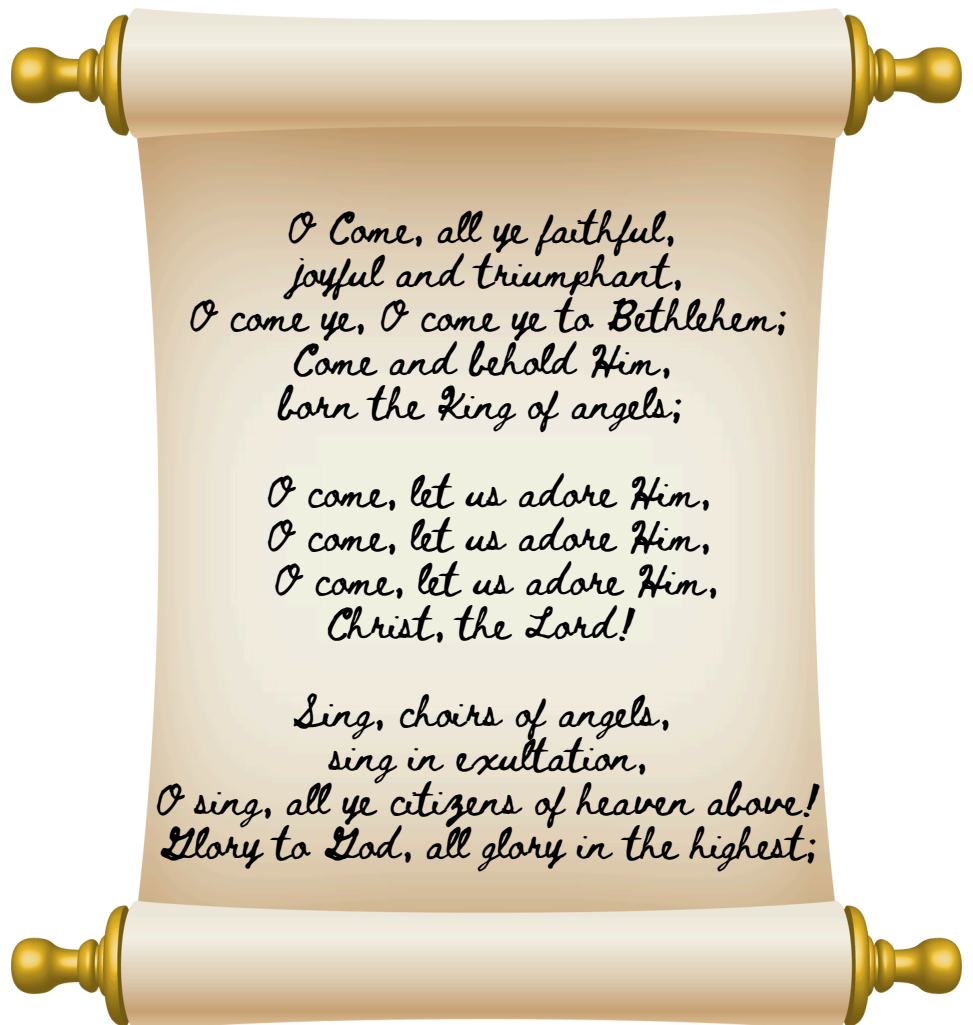 O Come, all ye faithful,
joyful and triumphant,
O come ye, O come ye to Bethlehem;
Come and behold Him,
born the King of angels;
O come, let us adore Him,
O come, let us adore Him,
O come, let us adore Him,
Christ, the Lord!
Sing, choirs of angels,
sing in exultation,
O sing, all ye citizens of heaven above!
Glory to God, all glory in the highest;